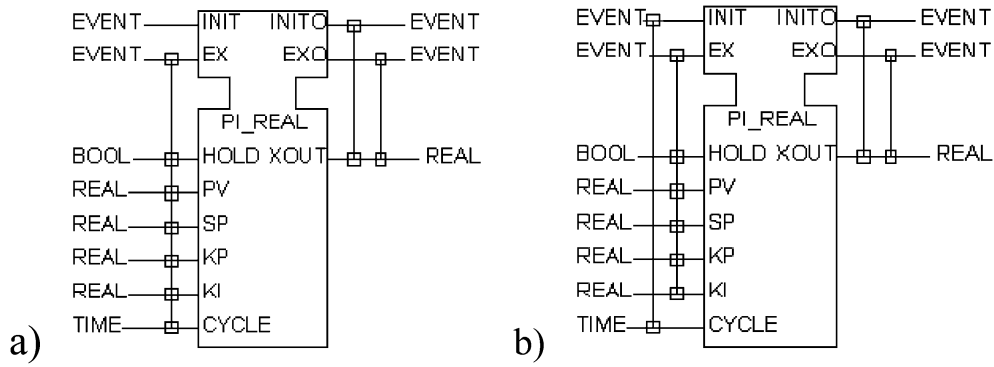 EVENT INIT INITO EVENT
EVENT EX EXO EVENT
PI_REAL
BOOL HOLD XOUT REAL
REAL PV
REAL SP
REAL KP
REAL KI
TIME CYCLE
a)
EVENT INIT INITO EVENT
EVENT EX EXO EVENT
PI_REAL
BOOL HOLD XOUT REAL
REAL PV
REAL SP
REAL KP
REAL KI
TIME CYCLE
b)